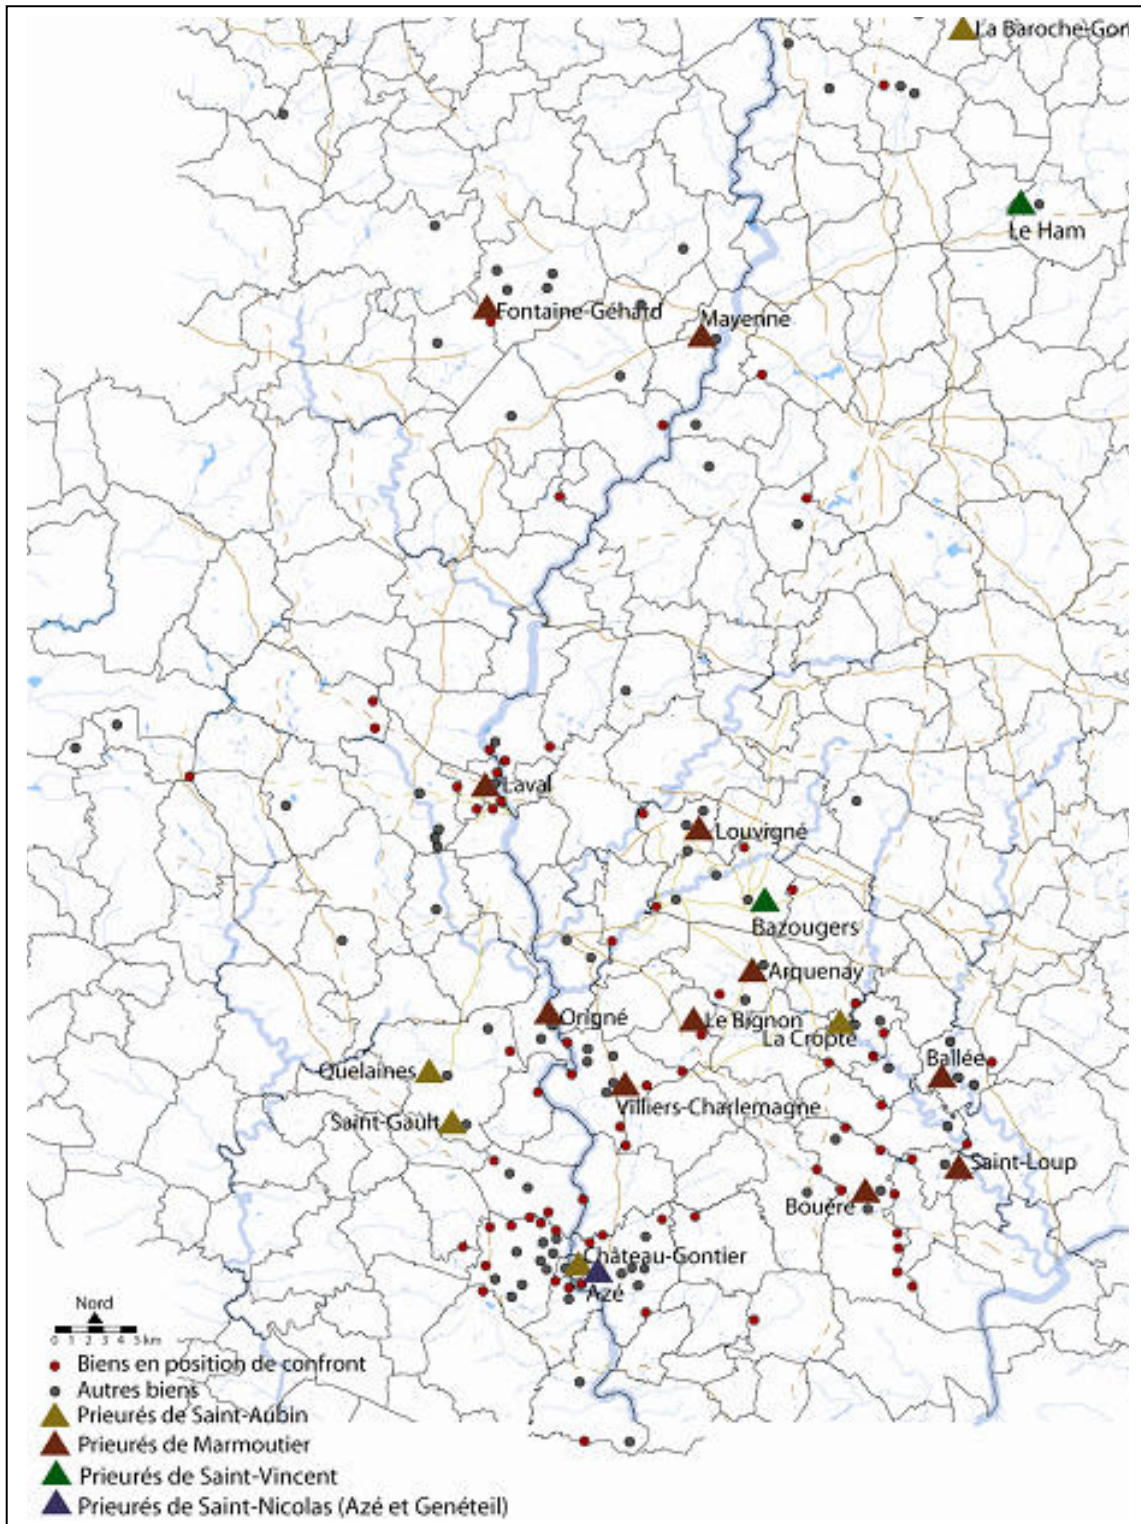 La Baroche-Gon
Le Ham
Fontaine-Géhard
Mayenne
Laval
Louvigné
Bazougers
Arquenay
Origné
Le Bignon
La Cropte
Ballée
Quelaines
Villiers-Charlemagne
Saint-Gault
Saint-Loup
Bouère
Château-Gontier
Azé
Nord
0 1 2 3 4 5 km
Biens en position de confront
Autres biens
Prieurés de Saint-Aubin
Prieurés de Marmoutier
Prieurés de Saint-Vincent
Prieurés de Saint-Nicolas (Azé et Genéteil)